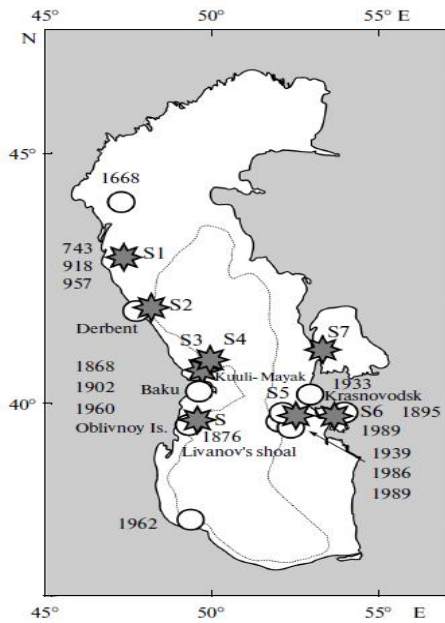 45° 50° 55° E
N
45°
1668
743
918
957
S1
S2
Derbent
S3 S4
S7
Kuuli-Mayak
1868
1902
1960
Baku
1933
Krasnovodsk
S5
40°
S6 1895
Oblivnoy Is.
S
1876
1989
Livanov's shoal
1939
1986
1989
1962
45° 50° 55° E